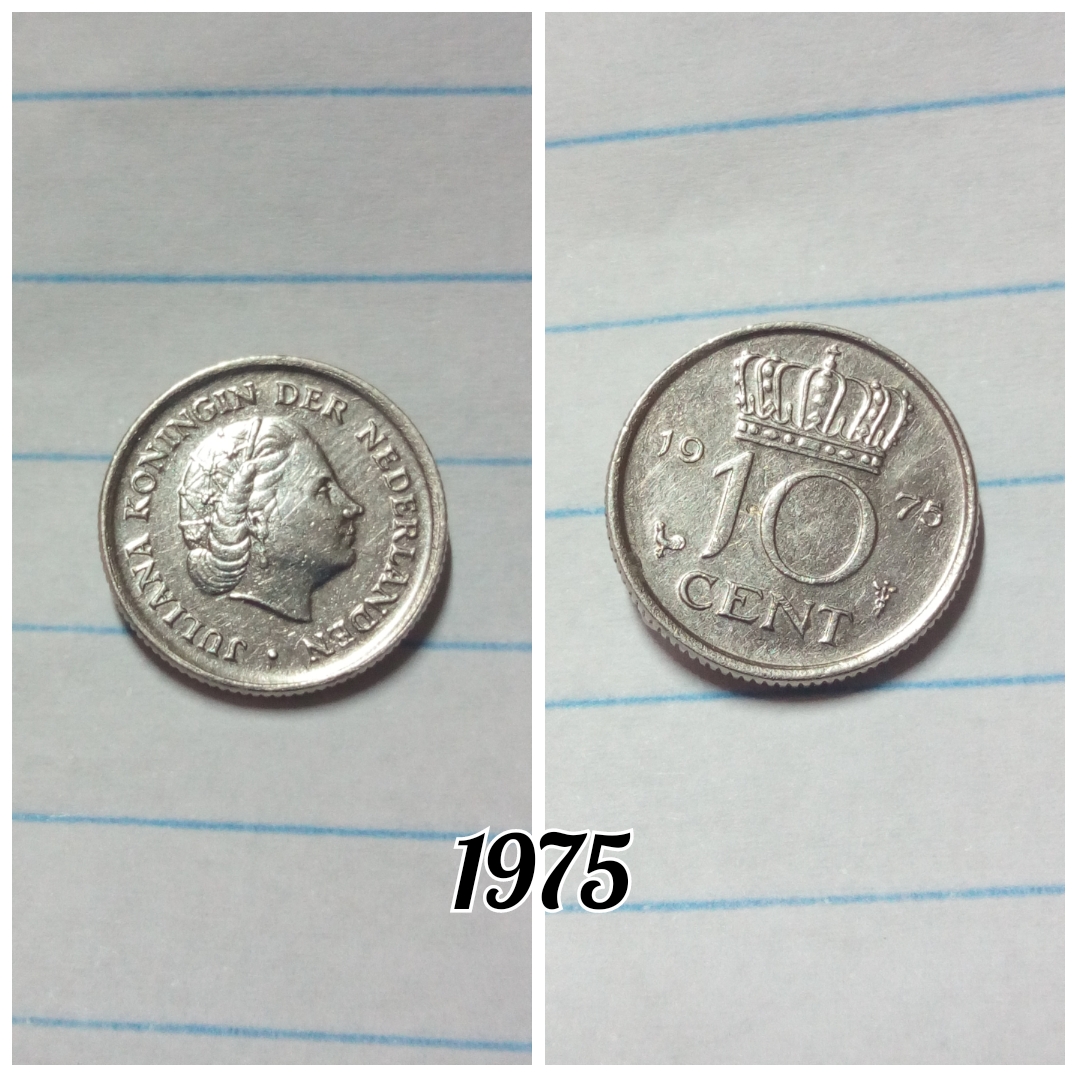 JULIANA KONINGIN DER NEDERLANDEN •
19 75
10
CENT
1975